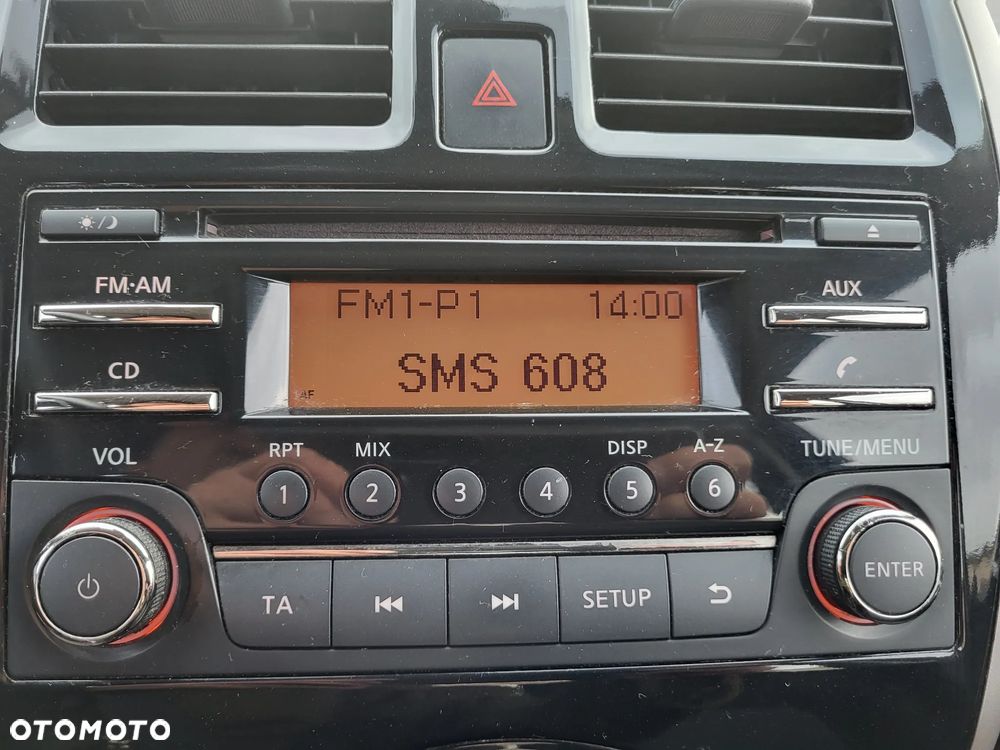 FM·AM
CD
VOL
FM1-P1 14:00
SMS 608
AF
AUX
TUNE/MENU
RPT MIX DISP A-Z
1 2 3 4 5 6
TA SETUP
ENTER
OTOMOTO